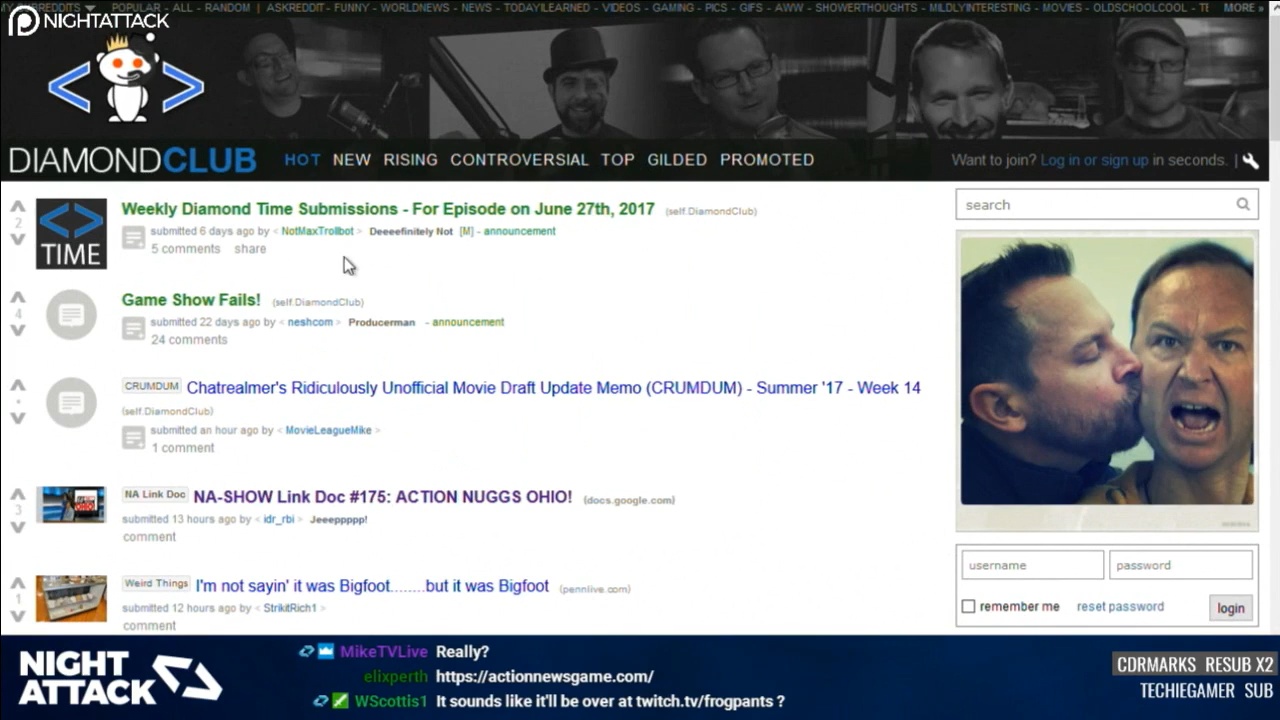 MY SUBREDDITS POPULAR - ALL - RANDOM | ASKREDDIT - FUNNY - WORLDNEWS - NEWS - TODAYILEARNED - VIDEOS - GAMING - PICS - GIFS - AWW - SHOWERTHOUGHTS - MILDLYINTERESTING - MOVIES - OLDSCHOOLCOOL - MORE »
NIGHTATTACK
DIAMONDCLUB HOT NEW RISING CONTROVERSIAL TOP GILDED PROMOTED Want to join? Log in or sign up in seconds. |
search
2
TIME
Weekly Diamond Time Submissions - For Episode on June 27th, 2017 (self.DiamondClub)
submitted 6 days ago by < NotMaxTrollbot > Deeeefinitely Not [M] - announcement
5 comments share
4
Game Show Fails! (self.DiamondClub)
submitted 22 days ago by < neshcom > Producerman - announcement
24 comments
•
CRUMDUM Chatrealmer's Ridiculously Unofficial Movie Draft Update Memo (CRUMDUM) - Summer '17 - Week 14
(self.DiamondClub)
submitted an hour ago by < MovieLeagueMike >
1 comment
3
NA Link Doc NA-SHOW Link Doc #175: ACTION NUGGS OHIO! (docs.google.com)
submitted 13 hours ago by < idr_rbi > Jeeeppppp!
comment
1
Weird Things I'm not sayin' it was Bigfoot........but it was Bigfoot (pennlive.com)
submitted 12 hours ago by < StrikitRich1 >
comment
username password
remember me reset password login
NIGHT
ATTACK
MikeTVLive Really?
elixperth https://actionnewsgame.com/
WScottis1 It sounds like it'll be over at twitch.tv/frogpants ?
CDRMARKS RESUB X2
TECHIEGAMER SUB